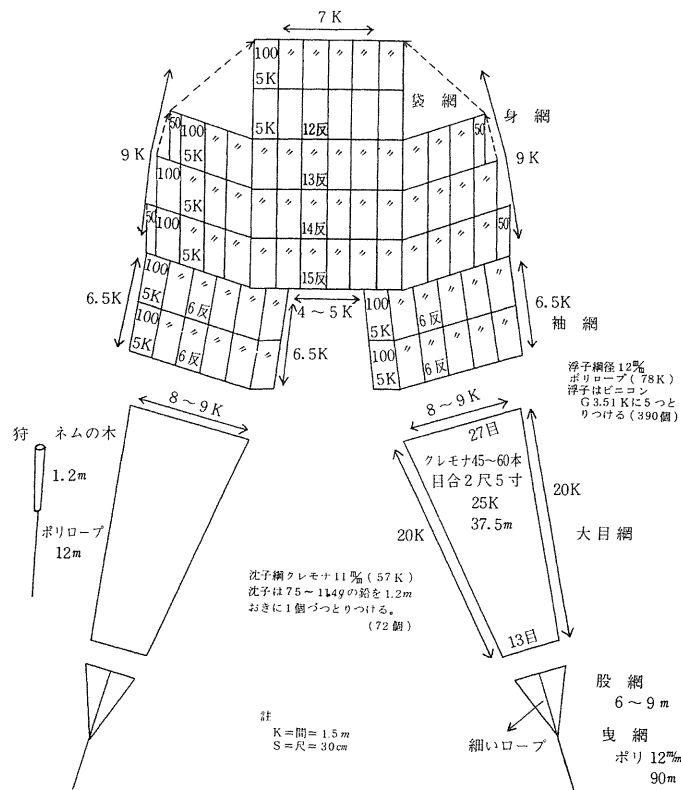 7K
100 〃 〃 〃 〃 〃
5K
袋 網
5K 12反
身 網
50 100 〃 〃 〃 〃 〃 〃 〃 〃 〃 〃 〃 50
5K
13反
9K
9K
100 〃 〃 〃 〃 〃 〃 〃 〃 〃 〃 〃
5K
14反
50 100 〃 〃 〃 〃 〃 〃 〃 〃 〃 〃 〃 50
5K
15反
100 〃 〃 〃 〃 〃
5K 6反
4～5K
100 〃 〃 〃 〃 〃
5K 6反
6.5K
6.5K
袖 網
100 〃 〃 〃 〃 〃
5K 6反
6.5K
100 〃 〃 〃 〃 〃
5K 6反
浮子綱径12㎜
ポリロープ(78K)
浮子はビニコン
G3.51Kに5つと
りつける(390個)
8～9K
8～9K
狩 ネムの木
1.2m
ポリロープ
12m
27目
クレモナ45～60本
目合2尺5寸
25K
37.5m
20K
20K
大目網
13目
沈子綱クレモナ11㎜(57K)
沈子は75～11.4gの鉛を1.2m
おきに1個づつとりつける。
(72個)
股 網
6～9m
註
K=間=1.5m
S=尺=30cm
細いロープ
曳 網
ポリ12m/m
90m